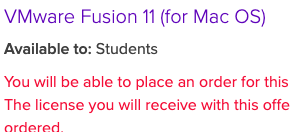 VMware Fusion 11 (for Mac OS)
Available to: Students
You will be able to place an order for this
The license you will receive with this offe
ordered.